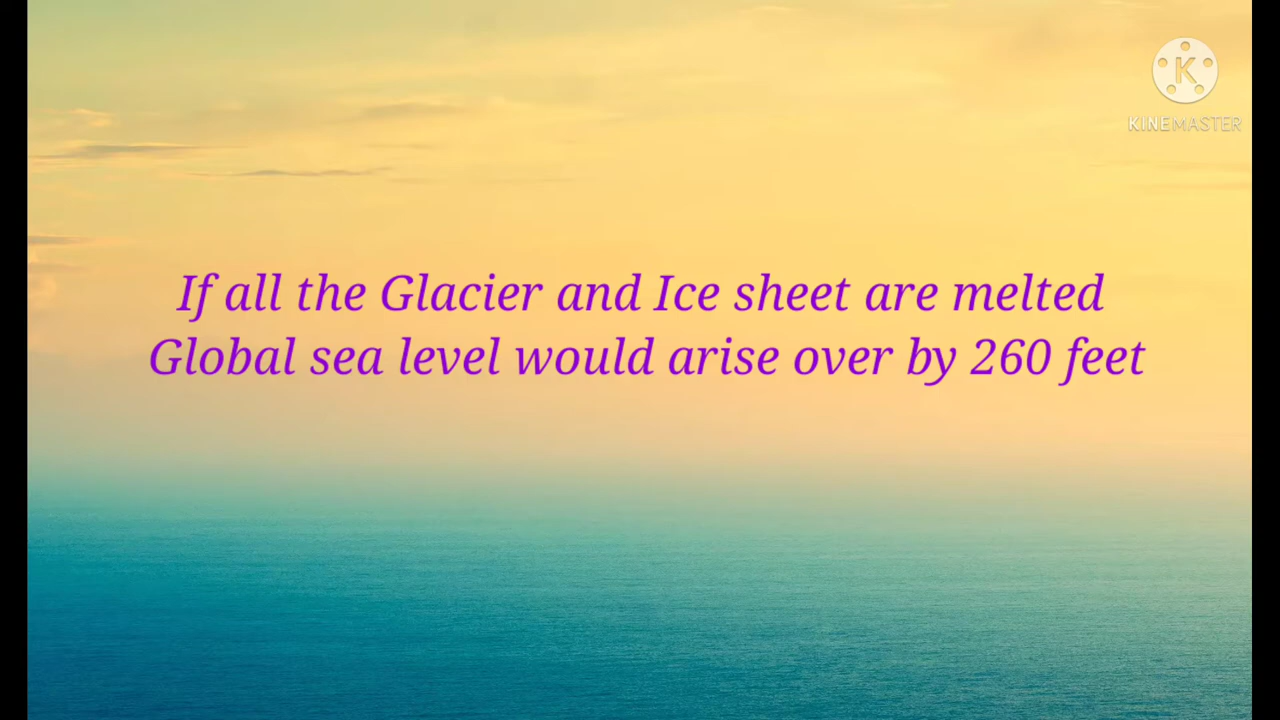 K
KINEMASTER
If all the Glacier and Ice sheet are melted
Global sea level would arise over by 260 feet